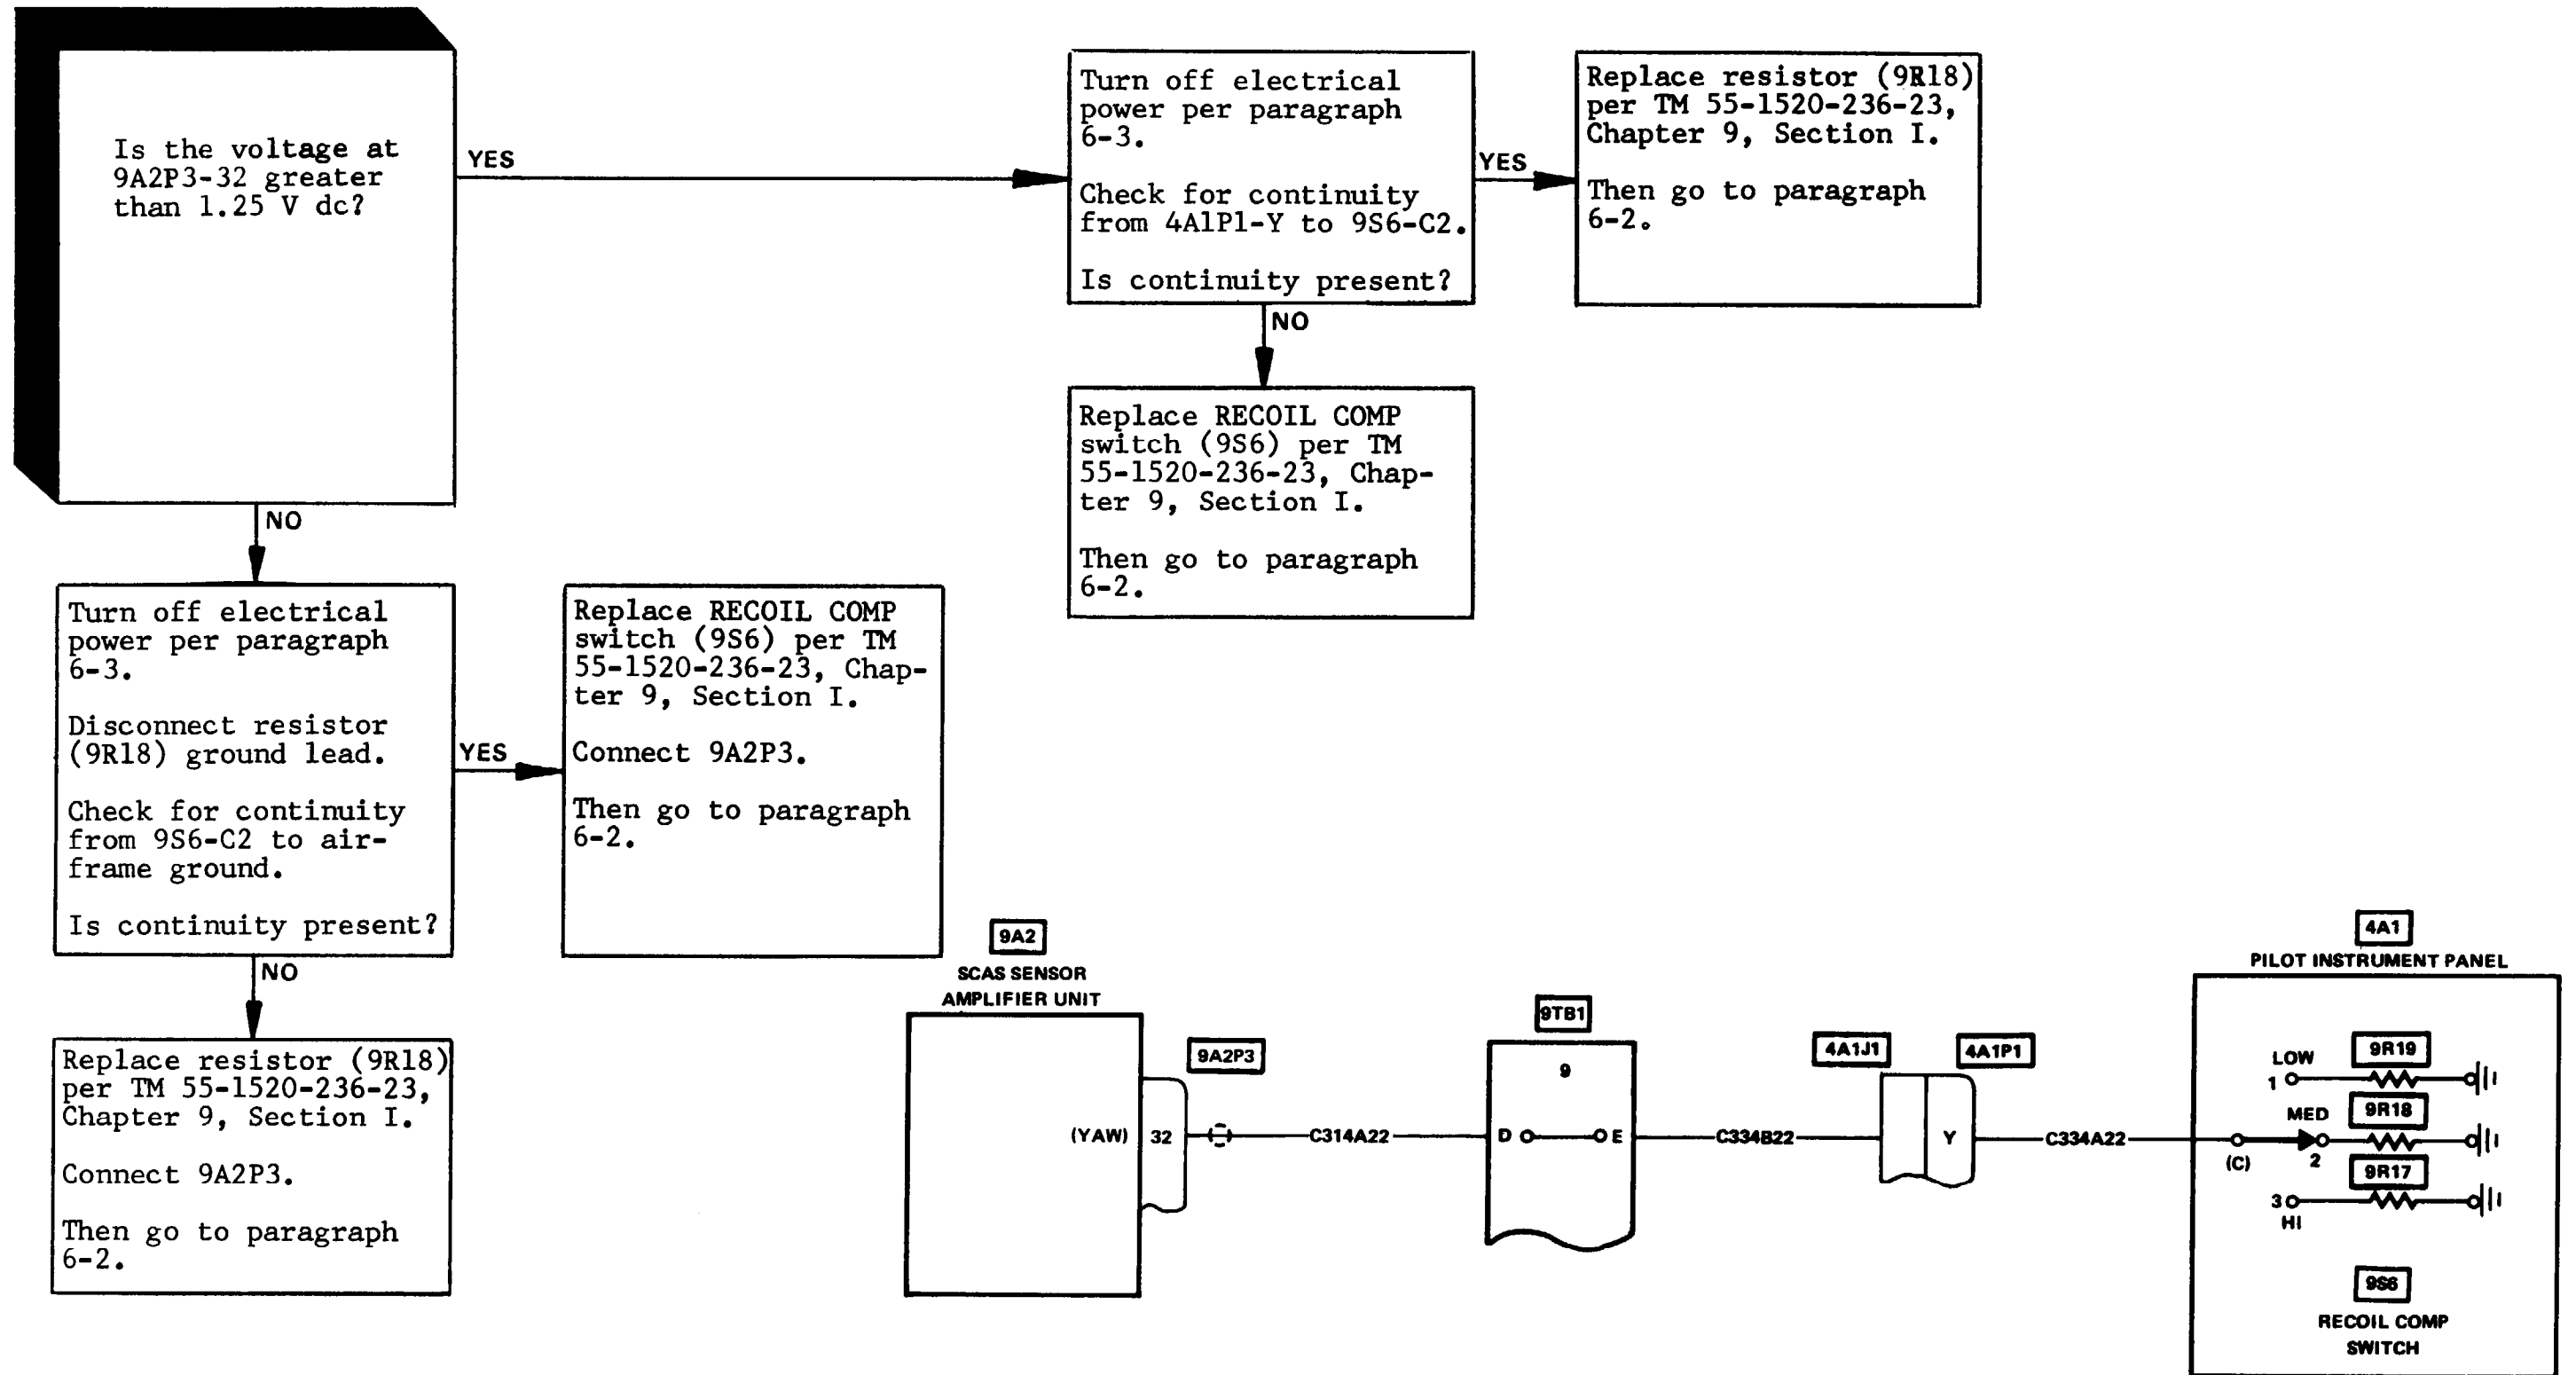 Is the voltage at
9A2P3-32 greater
than 1.25 V dc?
YES
Turn off electrical
power per paragraph
6-3.
Check for continuity
from 4A1P1-Y to 9S6-C2.
Is continuity present?
YES
Replace resistor (9R18)
per TM 55-1520-236-23,
Chapter 9, Section I.
Then go to paragraph
6-2.
NO
Replace RECOIL COMP
switch (9S6) per TM
55-1520-236-23, Chap-
ter 9, Section I.
Then go to paragraph
6-2.
NO
Turn off electrical
power per paragraph
6-3.
Disconnect resistor
(9R18) ground lead.
Check for continuity
from 9S6-C2 to air-
frame ground.
Is continuity present?
YES
Replace RECOIL COMP
switch (9S6) per TM
55-1520-236-23, Chap-
ter 9, Section I.
Connect 9A2P3.
Then go to paragraph
6-2.
NO
Replace resistor (9R18)
per TM 55-1520-236-23,
Chapter 9, Section I.
Connect 9A2P3.
Then go to paragraph
6-2.
9A2
SCAS SENSOR
AMPLIFIER UNIT
(YAW)
32
9A2P3
C314A22
9TB1
9
D
E
C334B22
4A1J1
4A1P1
Y
C334A22
4A1
PILOT INSTRUMENT PANEL
LOW
1
9R19
MED
9R18
(C)
2
9R17
3
HI
9S6
RECOIL COMP
SWITCH